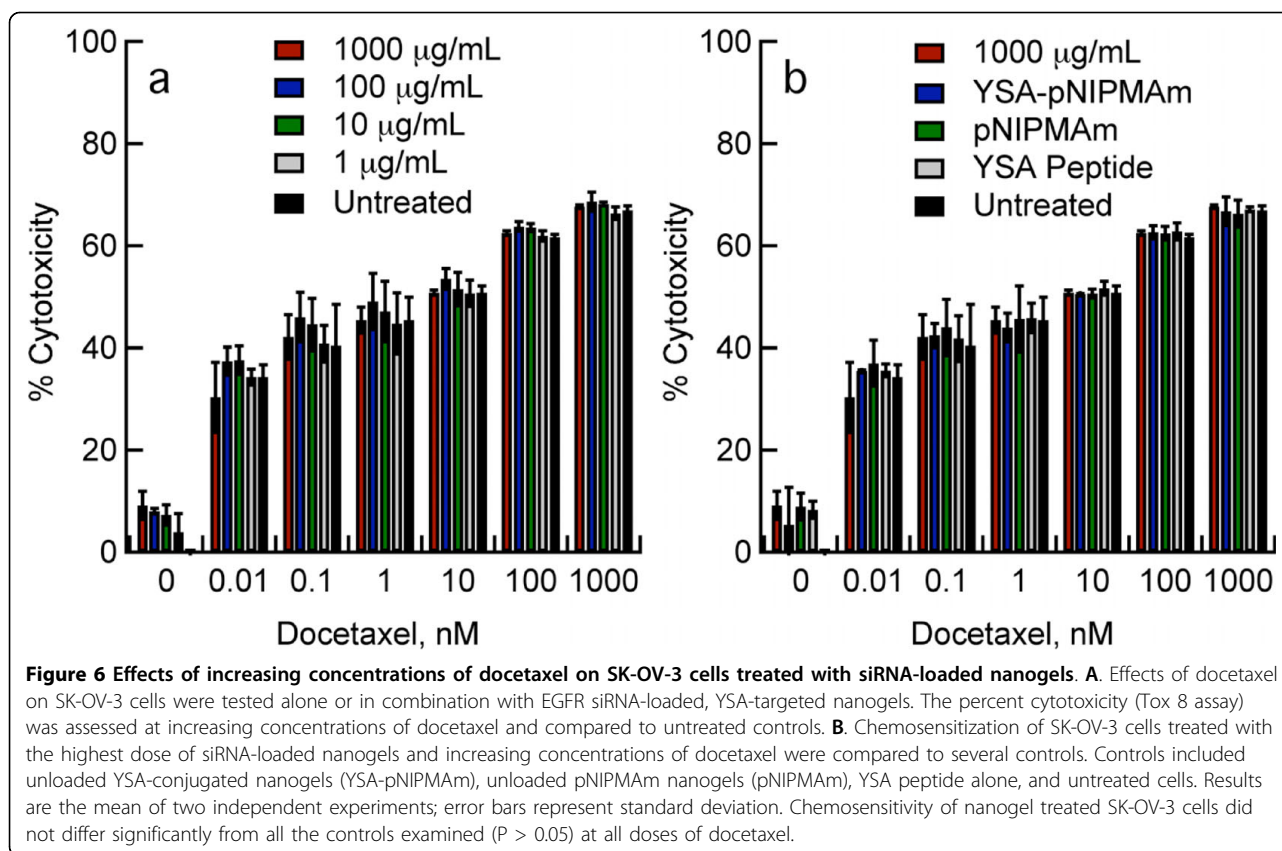 a
1000 μg/mL
100 μg/mL
10 μg/mL
1 μg/mL
Untreated
100
80
60
40
20
0
% Cytotoxicity
0 0.01 0.1 1 10 100 1000
Docetaxel, nM
b
1000 μg/mL
YSA-pNIPMAm
pNIPMAm
YSA Peptide
Untreated
100
80
60
40
20
0
% Cytotoxicity
0 0.01 0.1 1 10 100 1000
Docetaxel, nM
Figure 6 Effects of increasing concentrations of docetaxel on SK-OV-3 cells treated with siRNA-loaded nanogels. A. Effects of docetaxel
on SK-OV-3 cells were tested alone or in combination with EGFR siRNA-loaded, YSA-targeted nanogels. The percent cytotoxicity (Tox 8 assay)
was assessed at increasing concentrations of docetaxel and compared to untreated controls. B. Chemosensitization of SK-OV-3 cells treated with
the highest dose of siRNA-loaded nanogels and increasing concentrations of docetaxel were compared to several controls. Controls included
unloaded YSA-conjugated nanogels (YSA-pNIPMAm), unloaded pNIPMAm nanogels (pNIPMAm), YSA peptide alone, and untreated cells. Results
are the mean of two independent experiments; error bars represent standard deviation. Chemosensitivity of nanogel treated SK-OV-3 cells did
not differ significantly from all the controls examined (P > 0.05) at all doses of docetaxel.